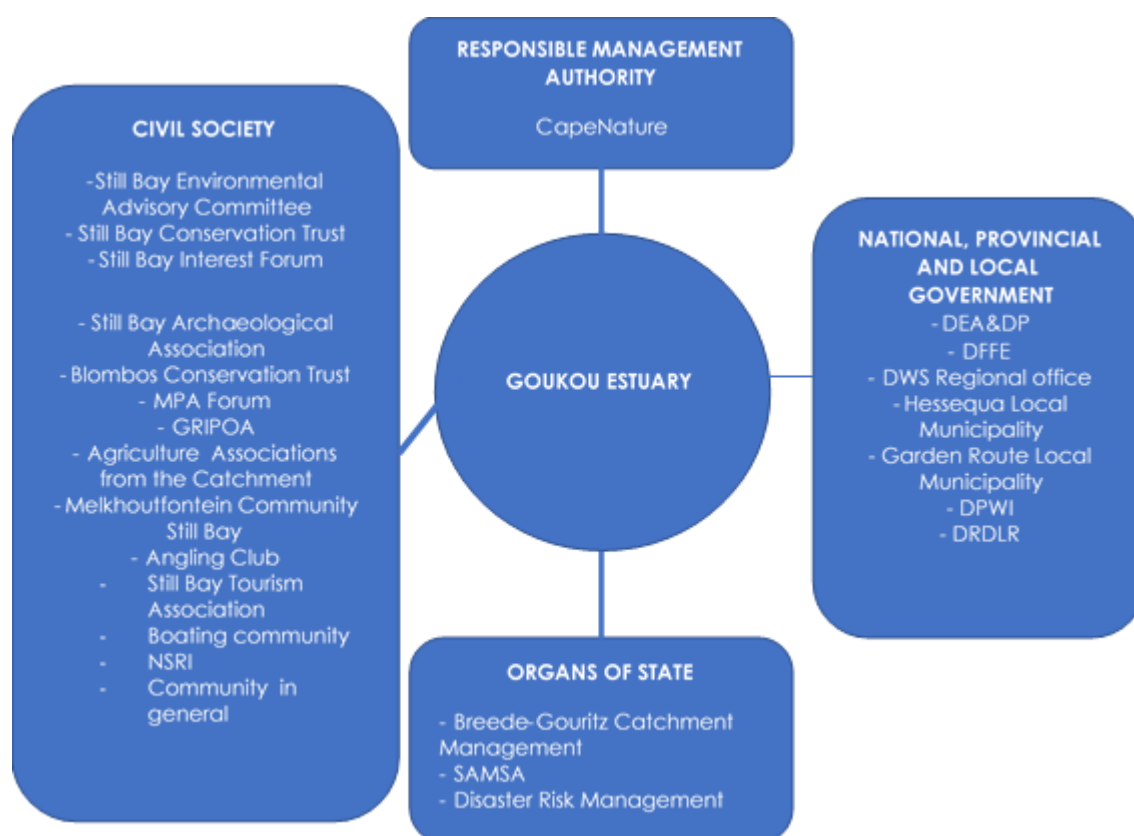 RESPONSIBLE MANAGEMENT
AUTHORITY
CapeNature
CIVIL SOCIETY
-Still Bay Environmental
Advisory Committee
- Still Bay Conservation Trust
- Still Bay Interest Forum
- Still Bay Archaeological
Association
- Blombos Conservation Trust
- MPA Forum
- GRIPOA
- Agriculture Associations
from the Catchment
- Melkhoutfontein Community
Still Bay
- Angling Club
- Still Bay Tourism
Association
- Boating community
- NSRI
- Community in
general
GOUKOU ESTUARY
NATIONAL, PROVINCIAL
AND LOCAL
GOVERNMENT
- DEA&DP
- DFFE
- DWS Regional office
- Hessequa Local
Municipality
- Garden Route Local
Municipality
- DPWI
- DRDLR
ORGANS OF STATE
- Breede-Gouritz Catchment
Management
- SAMSA
- Disaster Risk Management